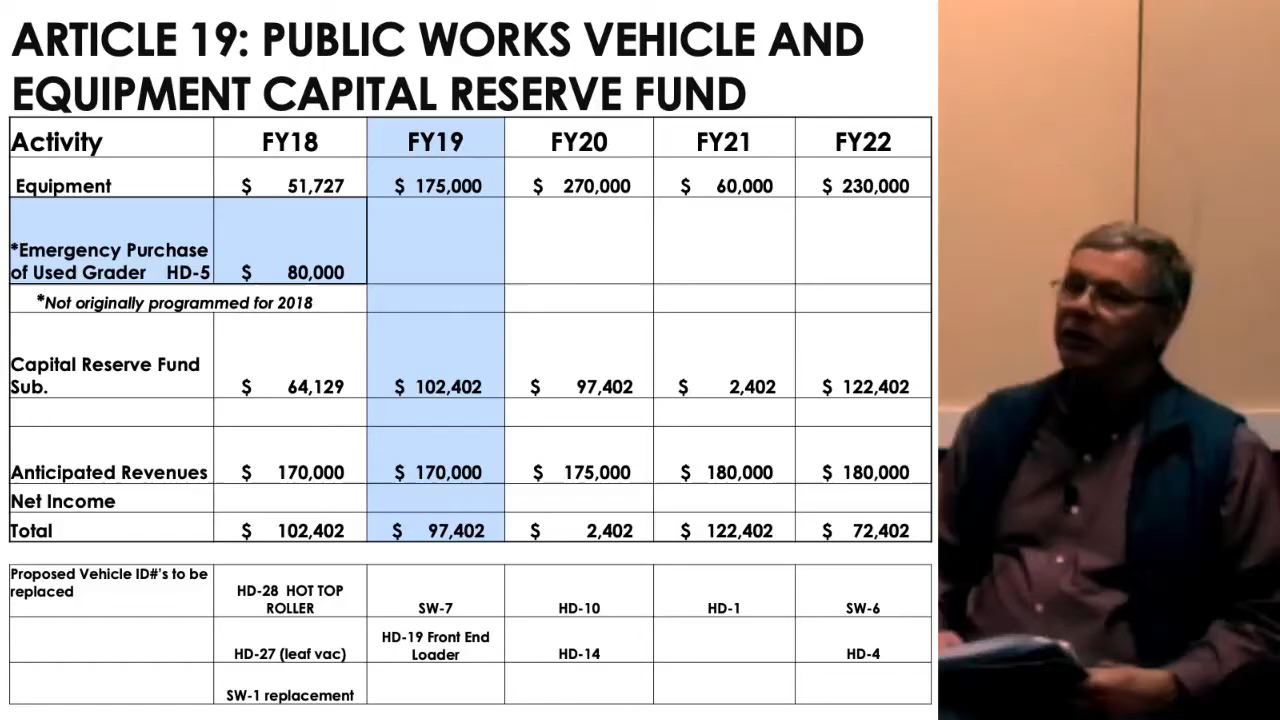 ARTICLE 19: PUBLIC WORKS VEHICLE AND
EQUIPMENT CAPITAL RESERVE FUND
Activity FY18 FY19 FY20 FY21 FY22
Equipment $ 51,727 $ 175,000 $ 270,000 $ 60,000 $ 230,000
*Emergency Purchase
of Used Grader HD-5 $ 80,000
*Not originally programmed for 2018
Capital Reserve Fund
Sub. $ 64,129 $ 102,402 $ 97,402 $ 2,402 $ 122,402
Anticipated Revenues $ 170,000 $ 170,000 $ 175,000 $ 180,000 $ 180,000
Net Income
Total $ 102,402 $ 97,402 $ 2,402 $ 122,402 $ 72,402
Proposed Vehicle ID#'s to be
replaced
HD-28 HOT TOP
ROLLER SW-7 HD-10 HD-1 SW-6
HD-19 Front End
HD-27 (leaf vac) Loader HD-14 HD-4
SW-1 replacement